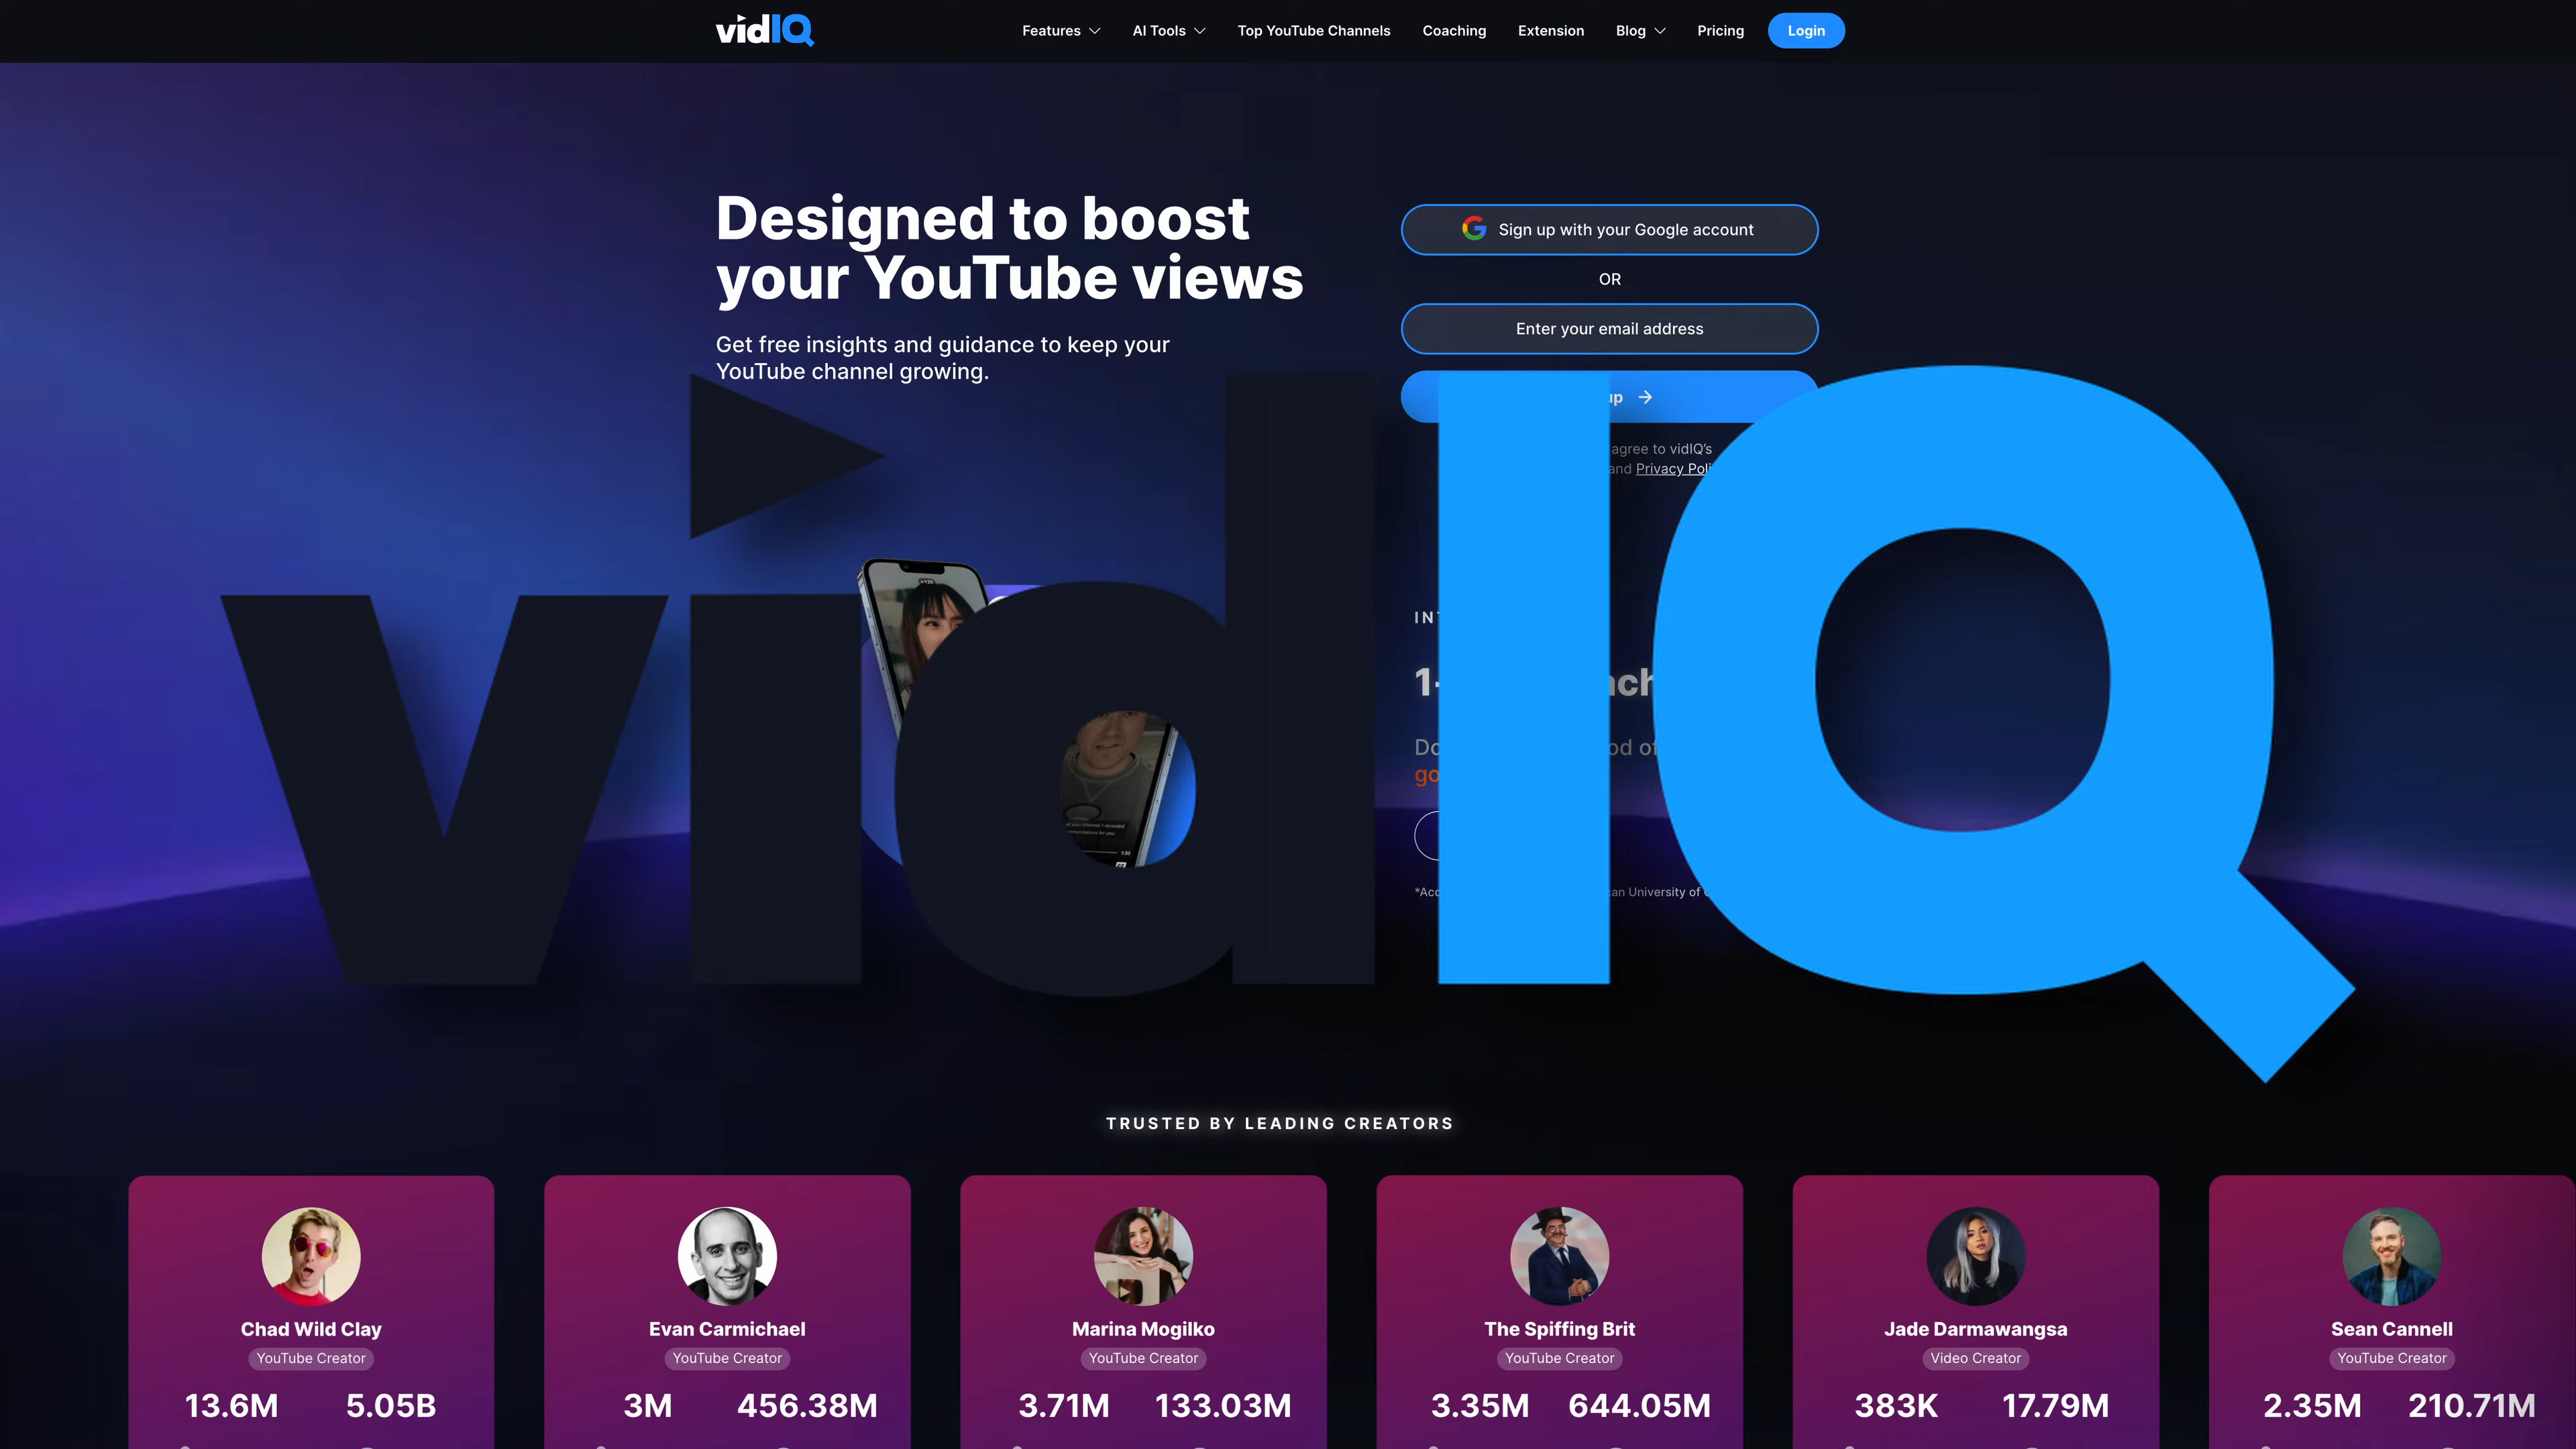 vidIQ
Features AI Tools Top YouTube Channels Coaching Extension Blog Pricing Login
Designed to boost
your YouTube views
Get free insights and guidance to keep your
YouTube channel growing.
Sign up with your Google account
OR
Enter your email address
up
agree to vidIQ's
and Privacy
vidIQ
University of
TRUSTED BY LEADING CREATORS
Chad Wild Clay
YouTube Creator
13.6M 5.05B
Evan Carmichael
YouTube Creator
3M 456.38M
Marina Mogilko
YouTube Creator
3.71M 133.03M
The Spiffing Brit
YouTube Creator
3.35M 644.05M
Jade Darmawangsa
Video Creator
383K 17.79M
Sean Cannell
YouTube Creator
2.35M 210.71M